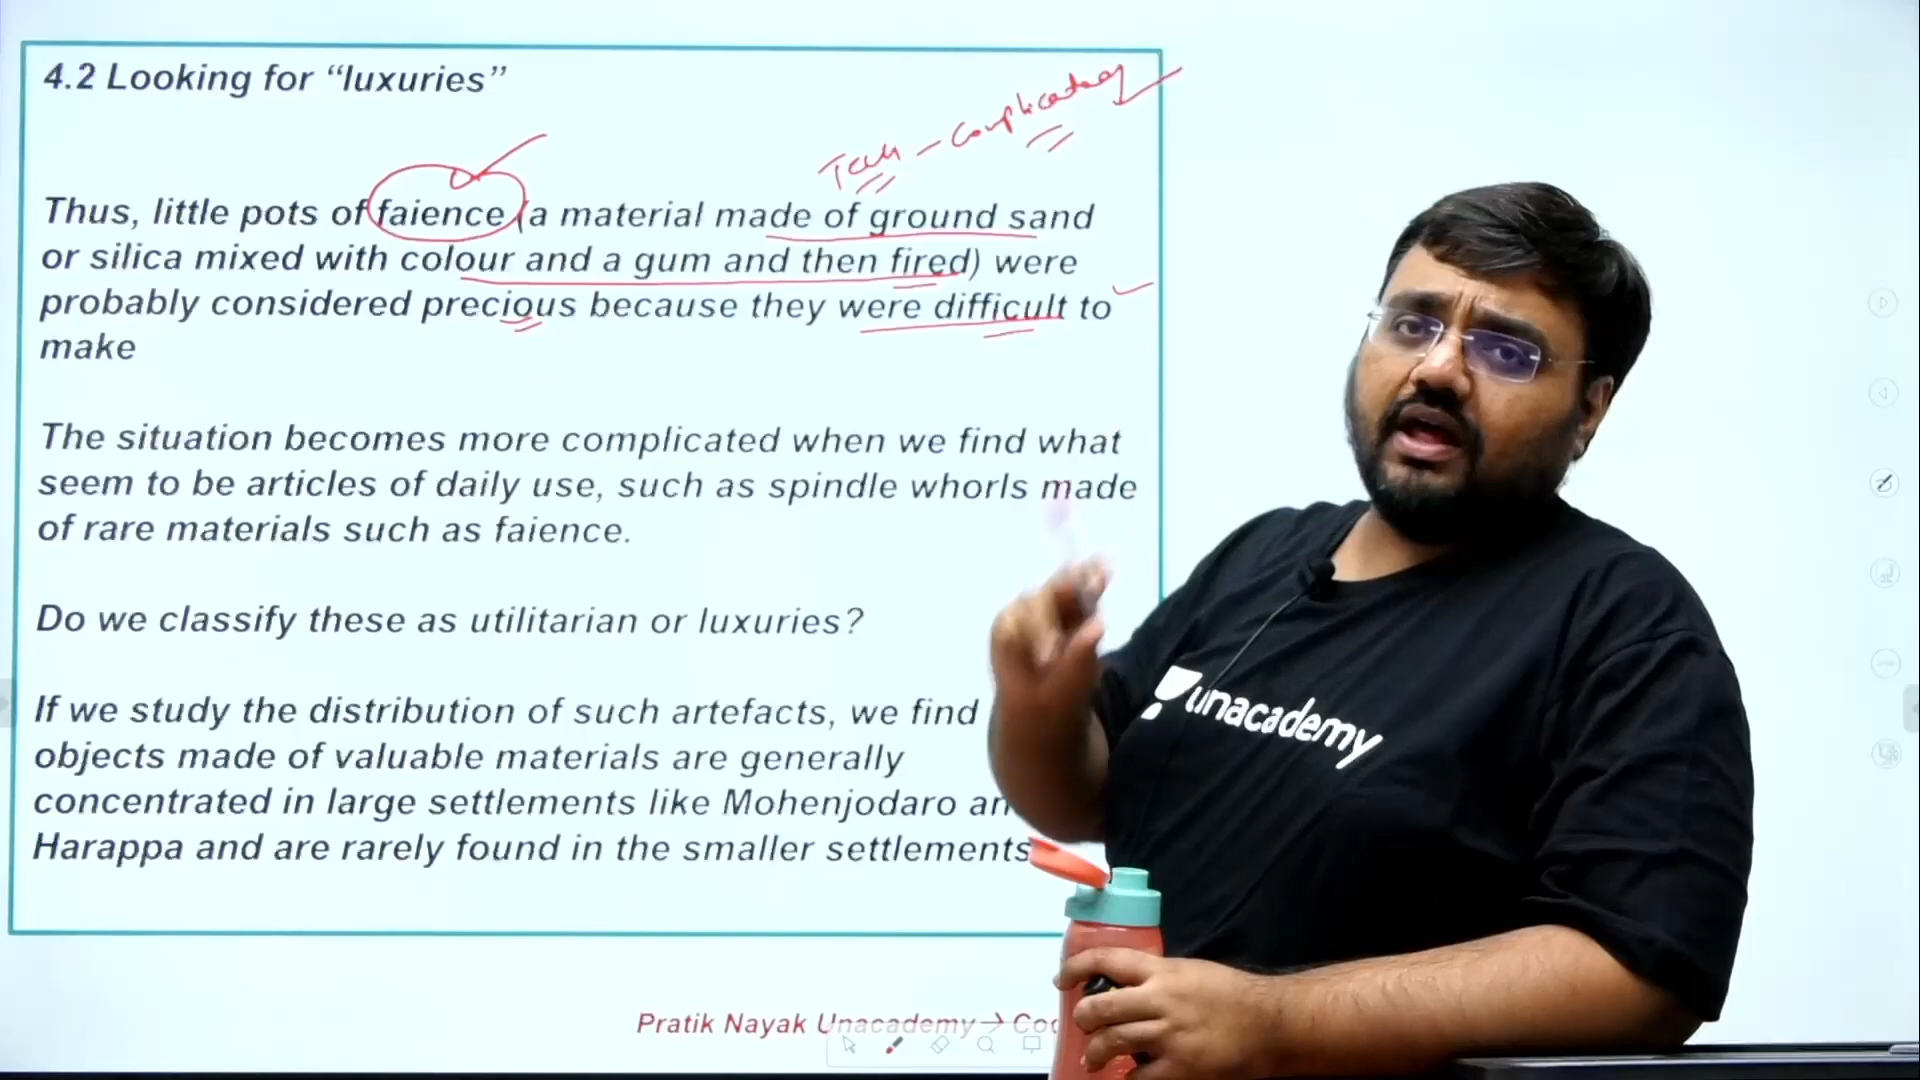 4.2 Looking for “luxuries”
Tech - Complicated
Thus, little pots of faience (a material made of ground sand
or silica mixed with colour and a gum and then fired) were
probably considered precious because they were difficult to
make
The situation becomes more complicated when we find what
seem to be articles of daily use, such as spindle whorls made
of rare materials such as faience.
Do we classify these as utilitarian or luxuries?
If we study the distribution of such artefacts, we find
objects made of valuable materials are generally
concentrated in large settlements like Mohenjodaro an
Harappa and are rarely found in the smaller settlements
unacademy
Pratik Nayak Unacademy→